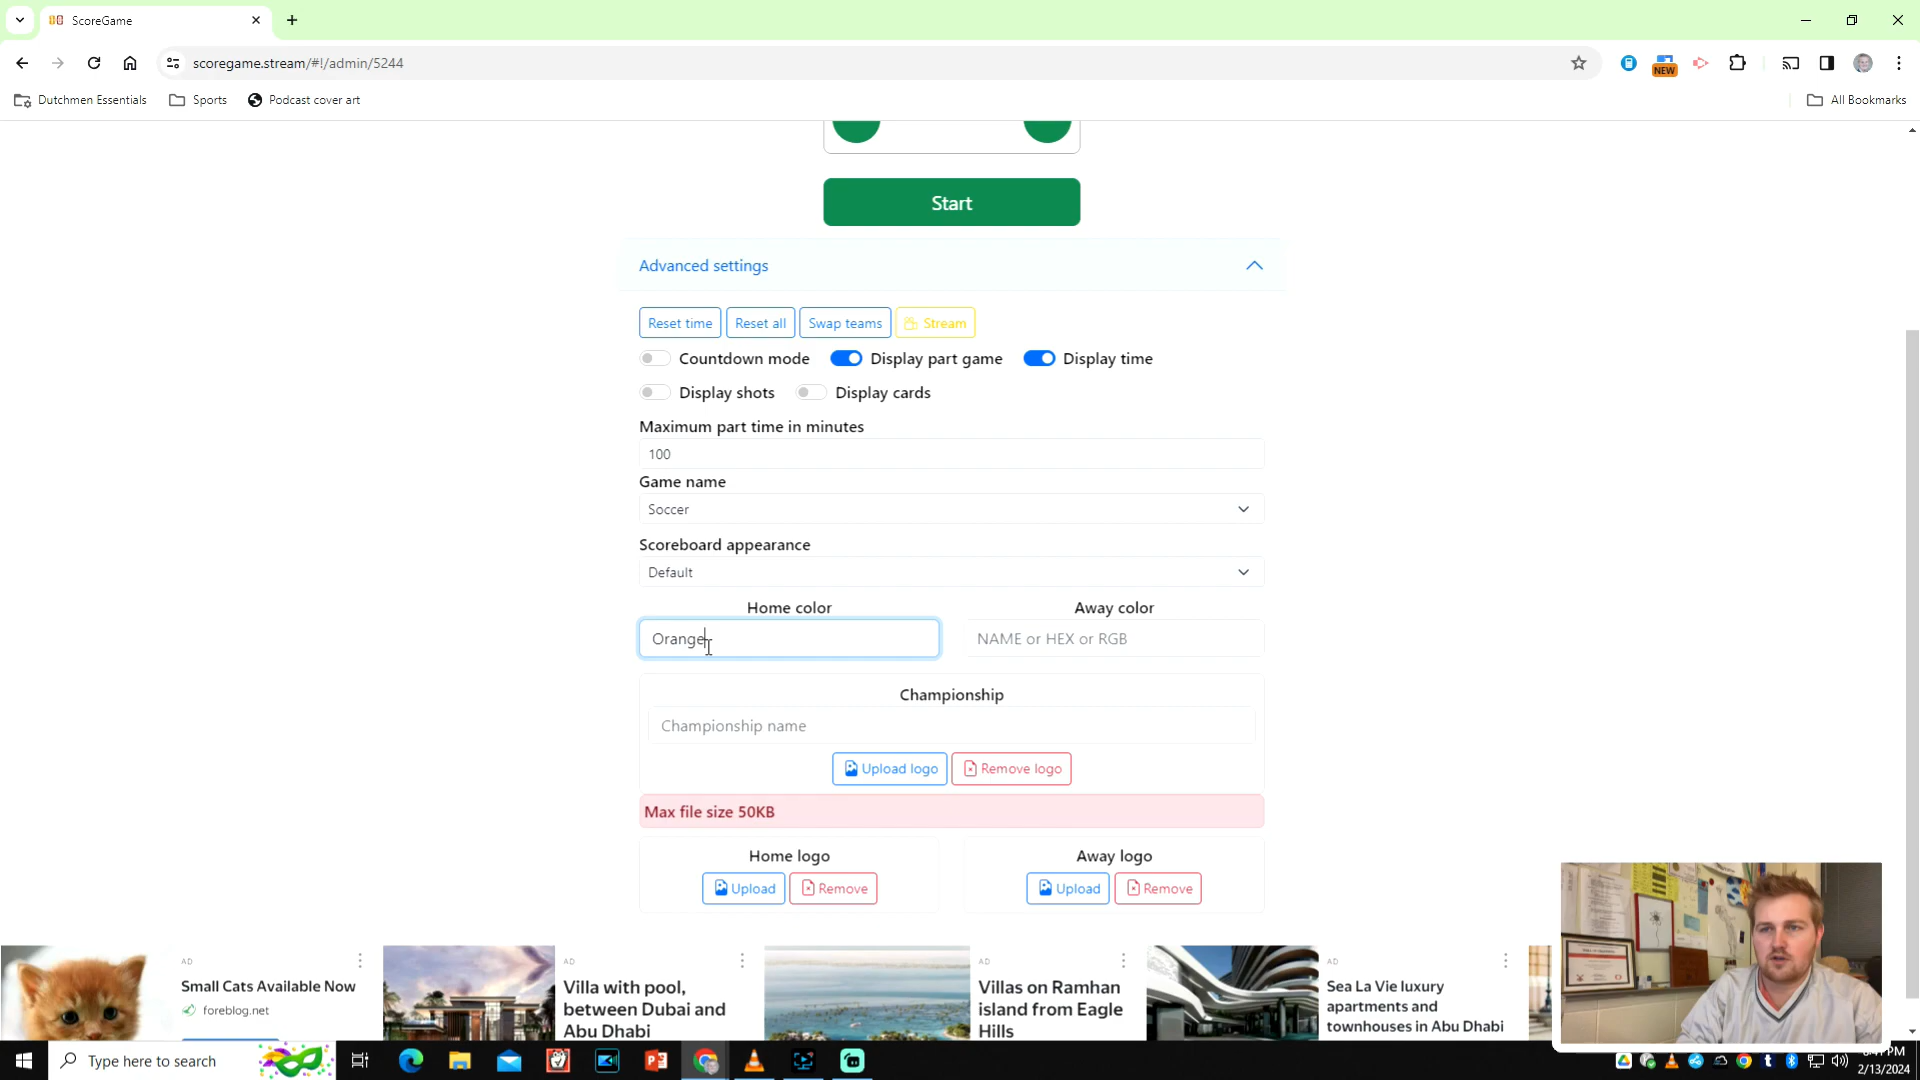 ScoreGame
scoregame.stream/#!/admin/5244
NEW
Dutchmen Essentials
Sports
Podcast cover art
All Bookmarks
Start
Advanced settings
Reset time
Reset all
Swap teams
Stream
Countdown mode
Display part game
Display time
Display shots
Display cards
Maximum part time in minutes
100
Game name
Soccer
Scoreboard appearance
Default
Home color
Away color
Orange
NAME or HEX or RGB
Championship
Championship name
Upload logo
Remove logo
Max file size 50KB
Home logo
Away logo
Upload
Remove
Upload
Remove
AD
Small Cats Available Now
foreblog.net
AD
Villa with pool,
between Dubai and
Abu Dhabi
AD
Villas on Ramhan
island from Eagle
Hills
AD
Sea La Vie luxury
apartments and
townhouses in Abu Dhabi
Type here to search
2/13/2024